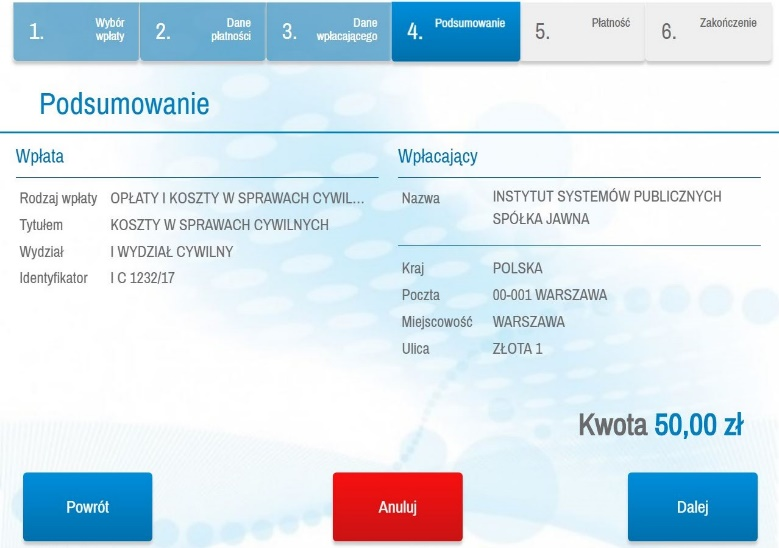 1. Wybór
wpłaty
2. Dane
płatności
3. Dane
wpłacającego
4. Podsumowanie
5. Płatność
6. Zakończenie
Podsumowanie
Wpłata
Rodzaj wpłaty OPŁATY I KOSZTY W SPRAWACH CYWIL...
Tytułem KOSZTY W SPRAWACH CYWILNYCH
Wydział I WYDZIAŁ CYWILNY
Identyfikator I C 1232/17
Wpłacający
Nazwa INSTYTUT SYSTEMÓW PUBLICZNYCH
SPÓŁKA JAWNA
Kraj POLSKA
Poczta 00-001 WARSZAWA
Miejscowość WARSZAWA
Ulica ZŁOTA 1
Kwota 50,00 zł
Powrót
Anuluj
Dalej